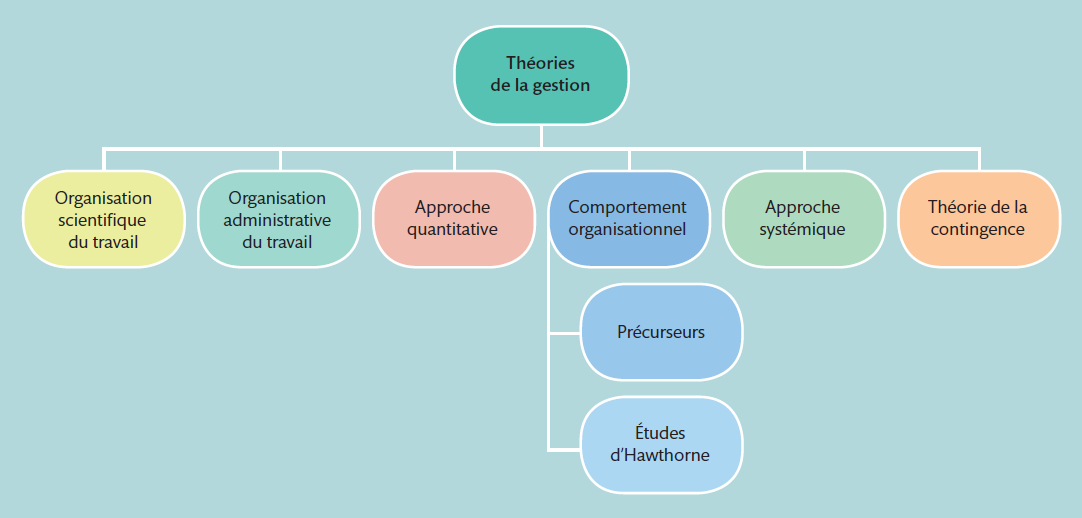 Théories
de la gestion
Organisation
scientifique
du travail
Organisation
administrative
du travail
Approche
quantitative
Comportement
organisationnel
Approche
systémique
Théorie de la
contingence
Précurseurs
Études
d'Hawthorne